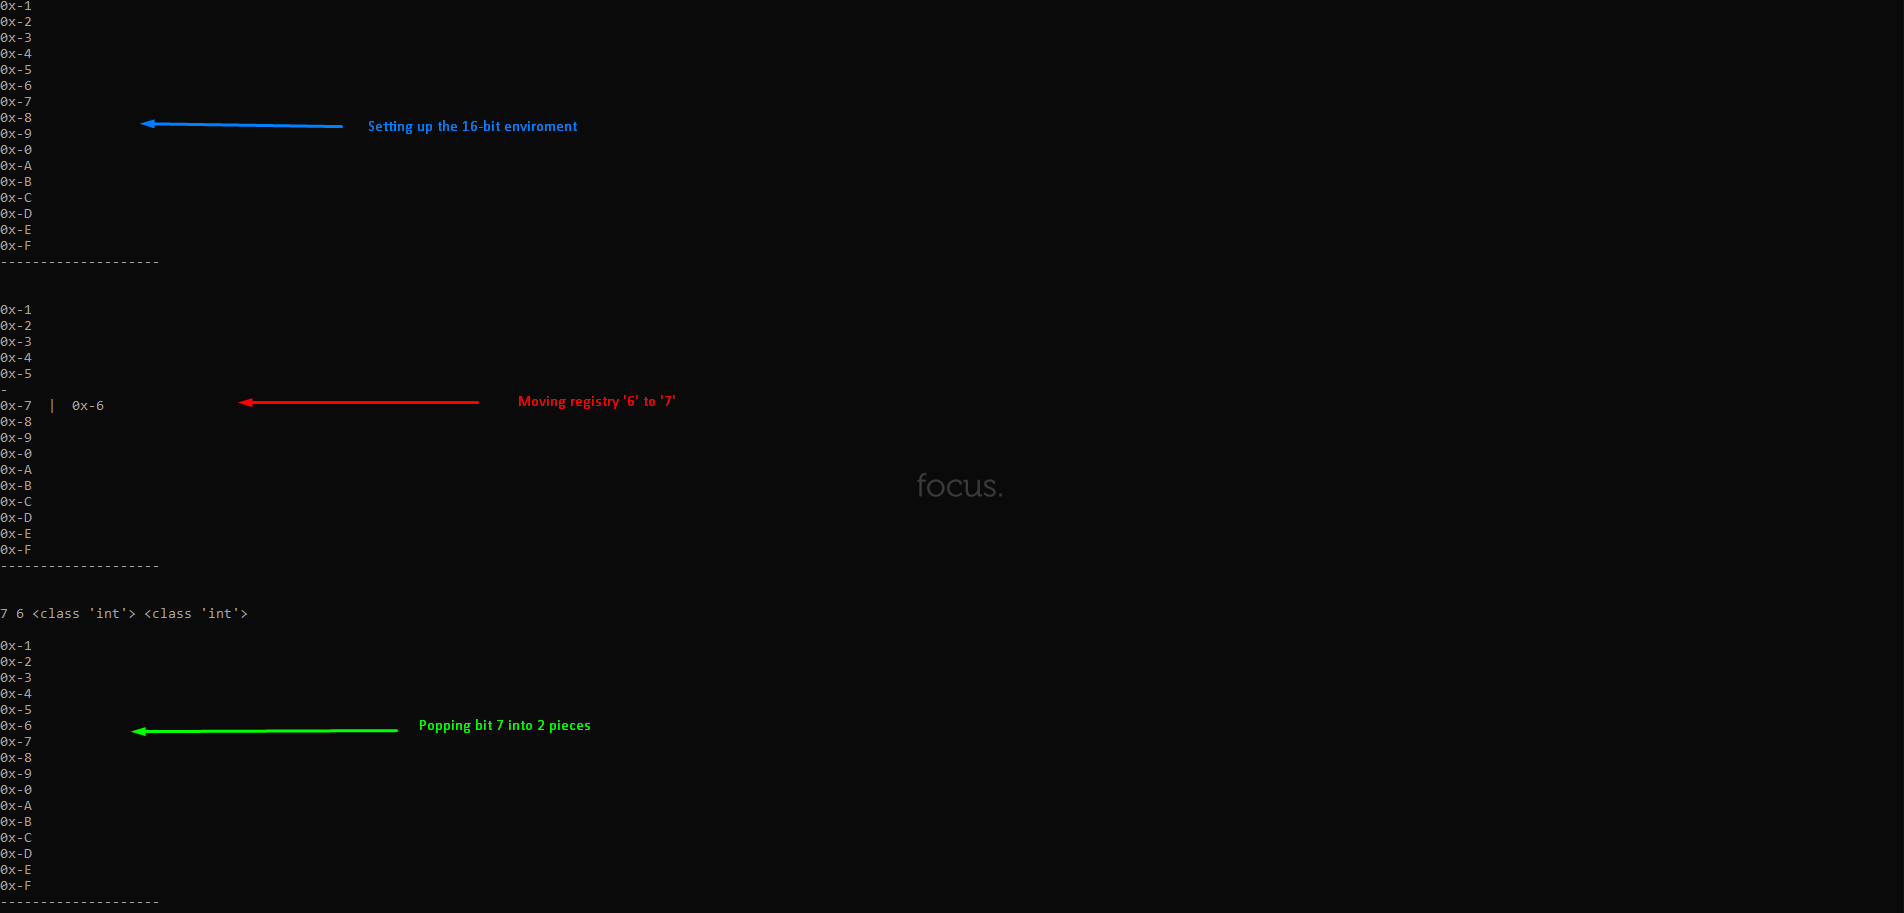 0x-1
0x-2
0x-3
0x-4
0x-5
0x-6
0x-7
0x-8
Setting up the 16-bit enviroment
0x-9
0x-0
0x-A
0x-B
0x-C
0x-D
0x-E
0x-F
--------------------
0x-1
0x-2
0x-3
0x-4
0x-5
-
0x-7  |  0x-6
Moving registry '6' to '7'
0x-8
0x-9
0x-0
0x-A
0x-B
focus.
0x-C
0x-D
0x-E
0x-F
--------------------
7 6 <class 'int'> <class 'int'>
0x-1
0x-2
0x-3
0x-4
0x-5
0x-6
Popping bit 7 into 2 pieces
0x-7
0x-8
0x-9
0x-0
0x-A
0x-B
0x-C
0x-D
0x-E
0x-F
--------------------